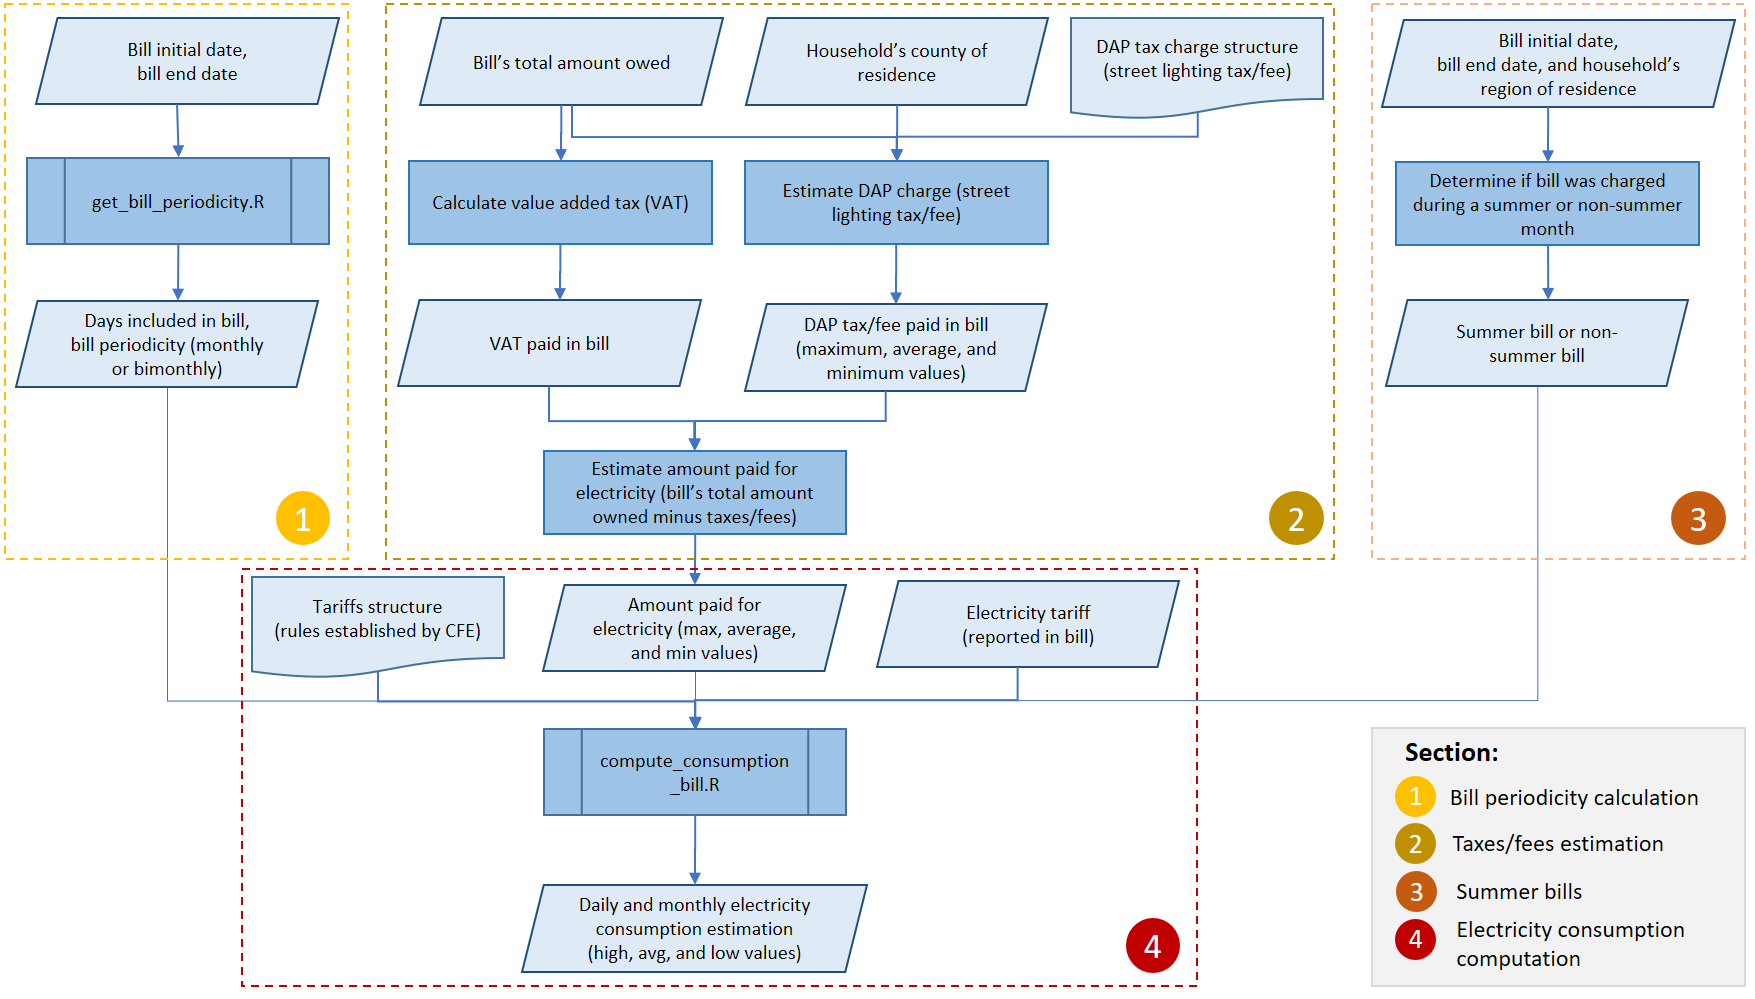 Bill initial date,
bill end date
get_bill_periodicity.R
Days included in bill,
bill periodicity (monthly
or bimonthly)
1
Bill's total amount owed
Household's county of
residence
DAP tax charge structure
(street lighting tax/fee)
Calculate value added tax (VAT)
Estimate DAP charge (street
lighting tax/fee)
VAT paid in bill
DAP tax/fee paid in bill
(maximum, average, and
minimum values)
Estimate amount paid for
electricity (bill's total amount
owned minus taxes/fees)
2
Bill initial date,
bill end date, and household's
region of residence
Determine if bill was charged
during a summer or non-summer
month
Summer bill or non-
summer bill
3
Tariffs structure
(rules established by CFE)
Amount paid for
electricity (max, average,
and min values)
Electricity tariff
(reported in bill)
compute_consumption
_bill.R
Daily and monthly electricity
consumption estimation
(high, avg, and low values)
4
Section:
1 Bill periodicity calculation
2 Taxes/fees estimation
3 Summer bills
4 Electricity consumption
computation